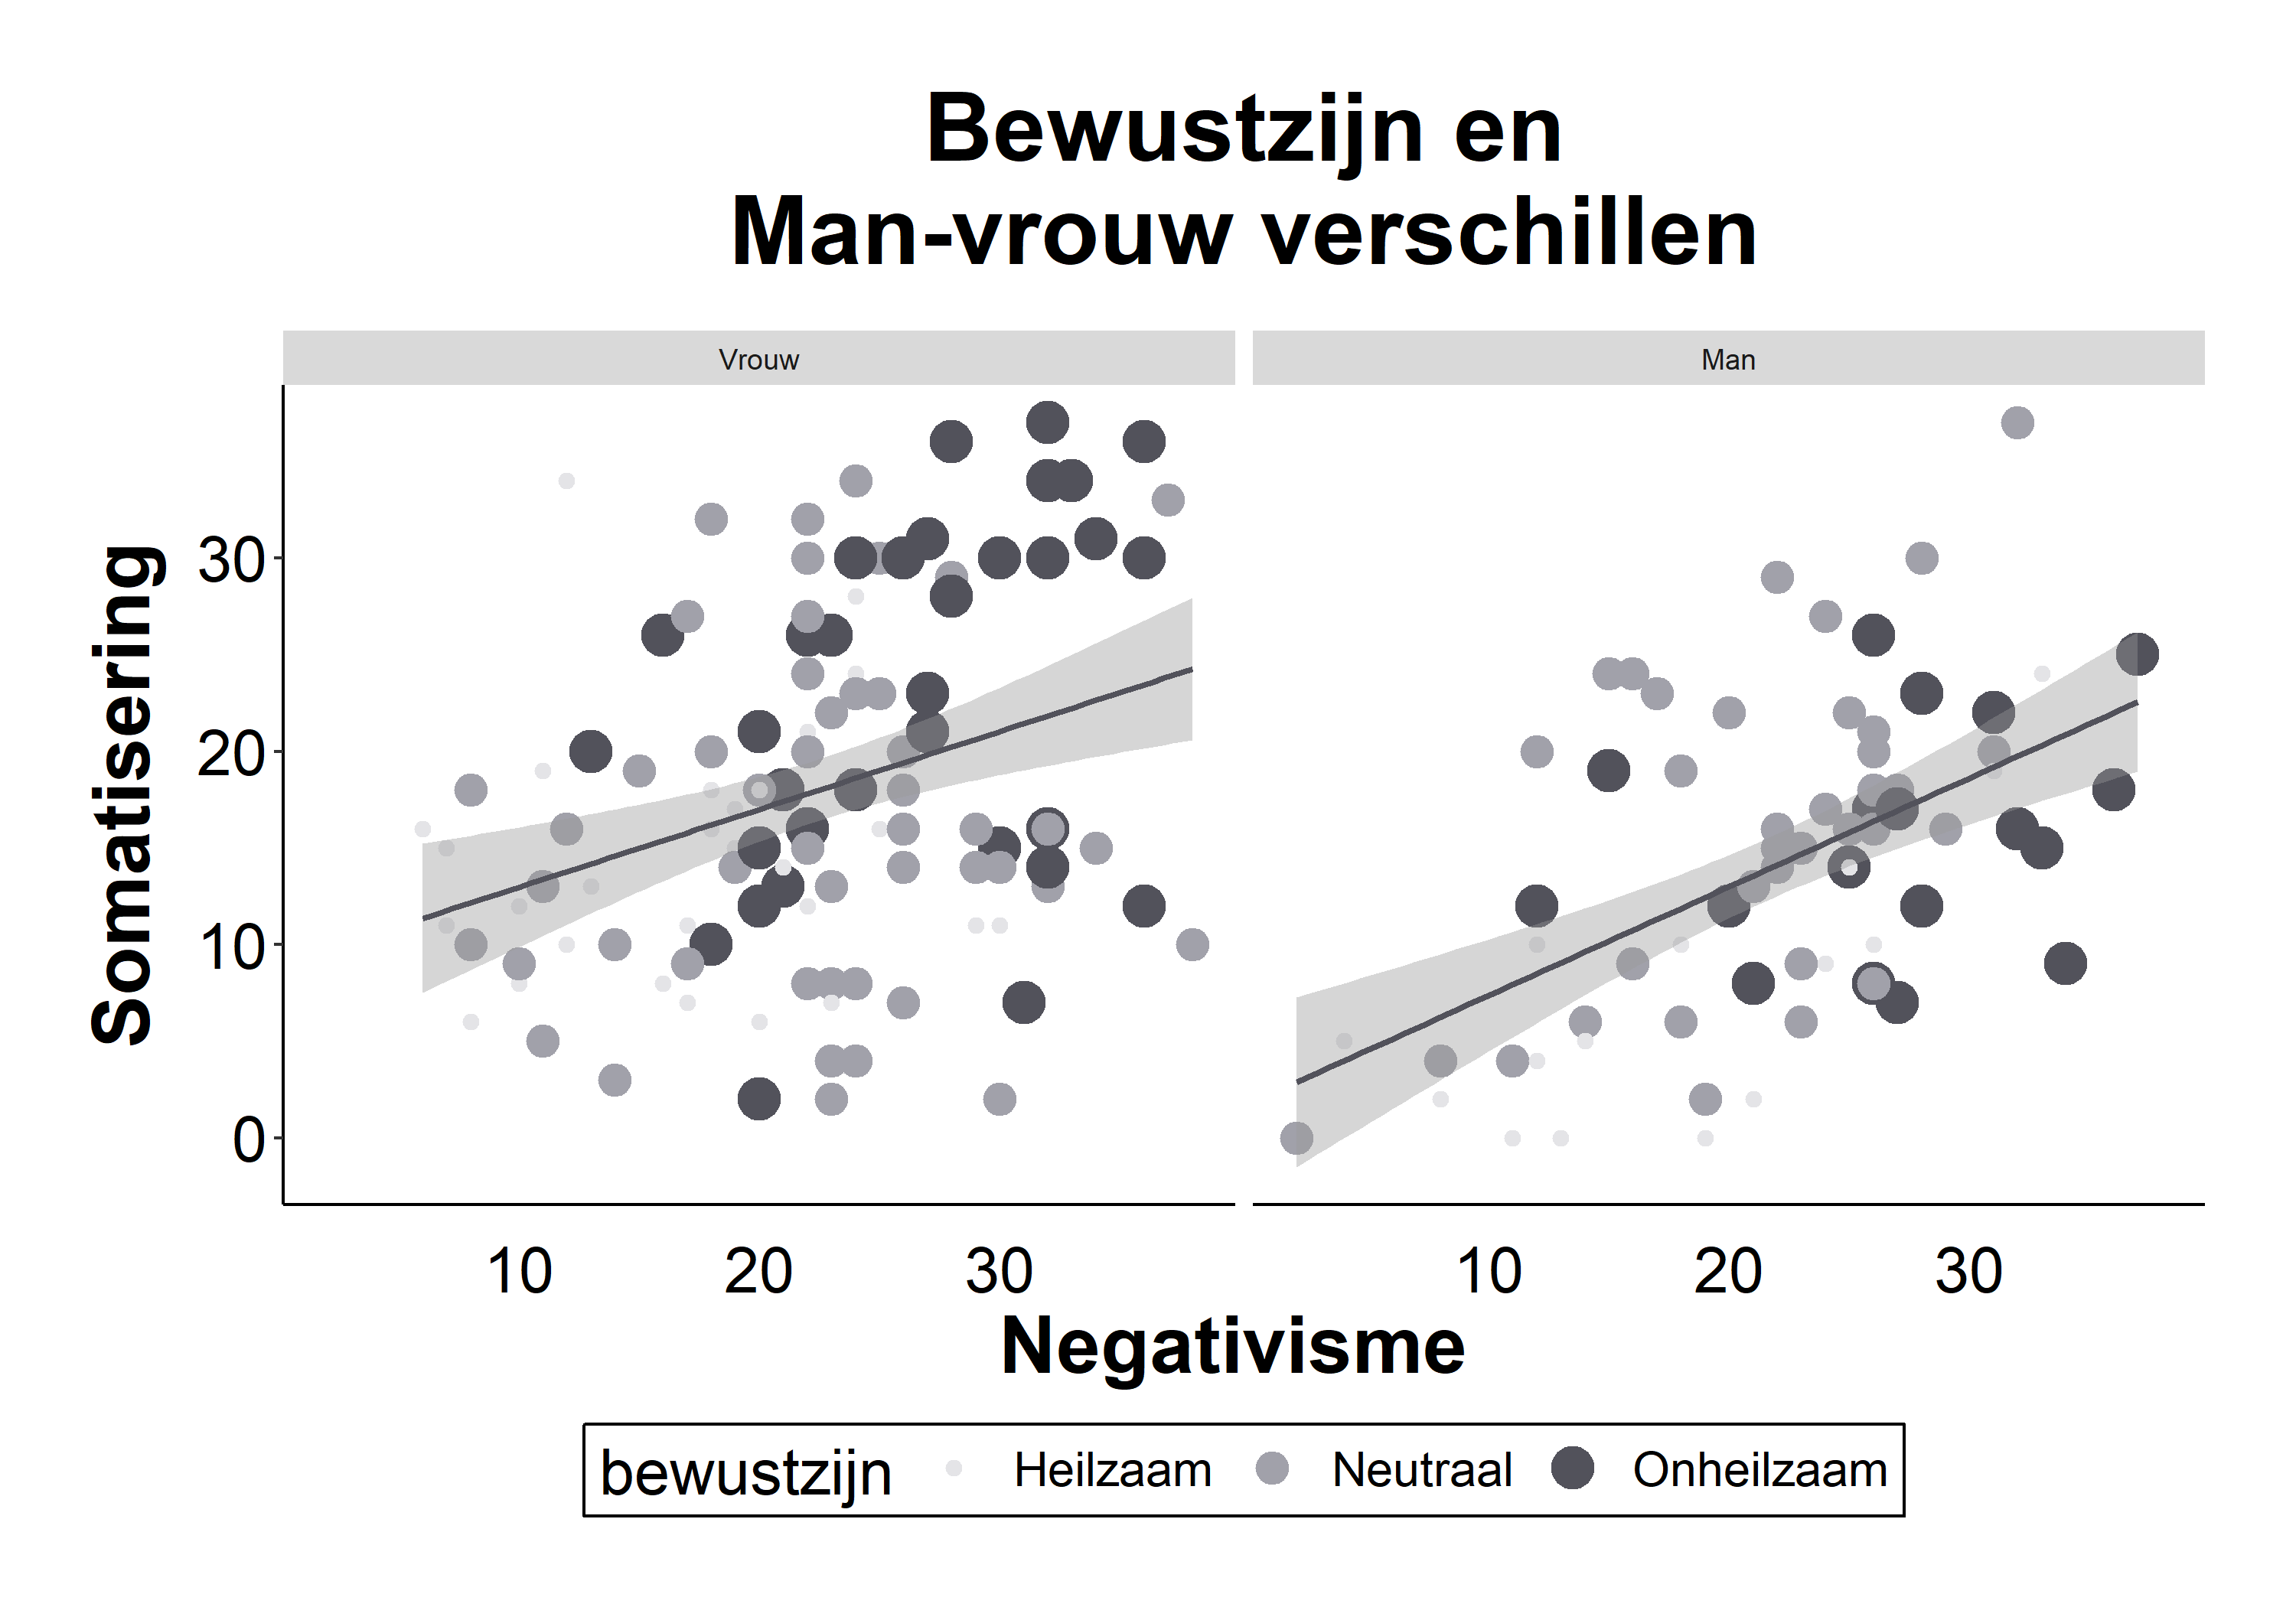 Bewustzijn en
Man-vrouw verschillen
Vrouw Man
Somatisering
30
20
10
0
10 20 30 10 20 30
Negativisme
bewustzijn Heilzaam Neutraal Onheilzaam